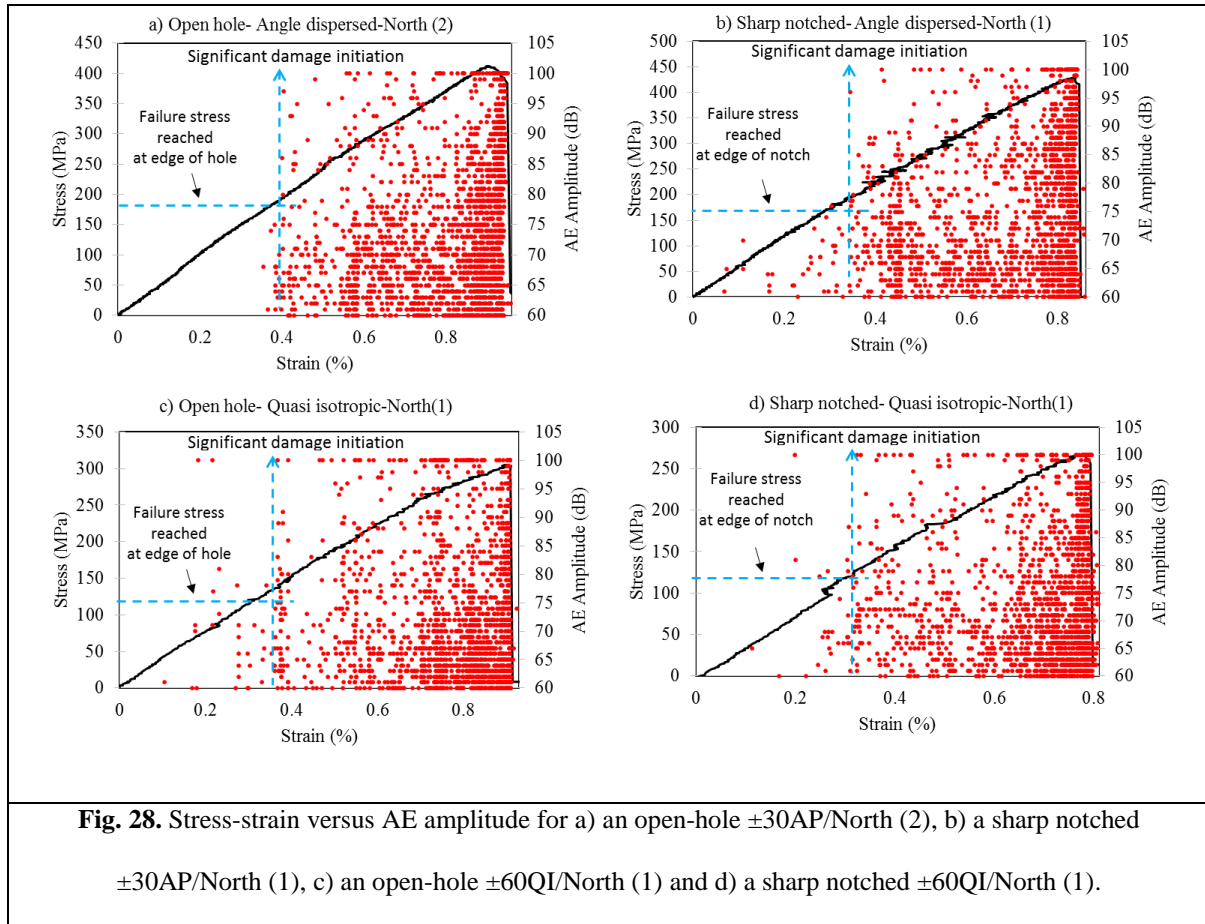 a) Open hole- Angle dispersed-North (2)
Significant damage initiation
Failure stress
reached
at edge of hole
Stress (MPa)
450
400
350
300
250
200
150
100
50
0
0 0.2 0.4 0.6 0.8
Strain (%)
105
100
95
90
85
80
75
70
65
60
AE Amplitude (dB)
b) Sharp notched- Angle dispersed-North (1)
Significant damage initiation
Failure stress
reached
at edge of notch
Stress (MPa)
500
450
400
350
300
250
200
150
100
50
0
0 0.2 0.4 0.6 0.8
Strain (%)
105
100
95
90
85
80
75
70
65
60
AE Amplitude (dB)
c) Open hole- Quasi isotropic-North(1)
Significant damage initiation
Failure stress
reached
at edge of hole
Stress (MPa)
350
300
250
200
150
100
50
0
0 0.2 0.4 0.6 0.8
Strain (%)
105
100
95
90
85
80
75
70
65
60
AE Amplitude (dB)
d) Sharp notched- Quasi isotropic-North(1)
Significant damage initiation
Failure stress
reached
at edge of notch
Stress (MPa)
300
250
200
150
100
50
0
0 0.2 0.4 0.6 0.8
Strain (%)
105
100
95
90
85
80
75
70
65
60
AE Amplitude (dB)
Fig. 28. Stress-strain versus AE amplitude for a) an open-hole ±30AP/North (2), b) a sharp notched
±30AP/North (1), c) an open-hole ±60QI/North (1) and d) a sharp notched ±60QI/North (1).